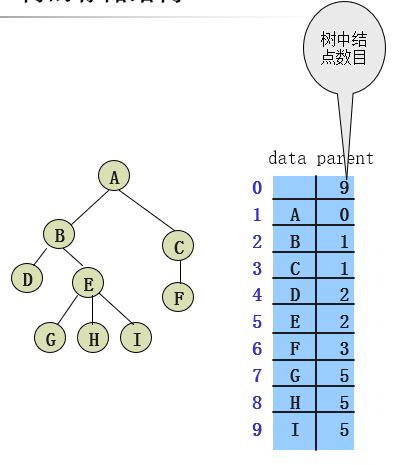 树中结
点数目
data parent
0 9
1 A 0
2 B 1
3 C 1
4 D 2
5 E 2
6 F 3
7 G 5
8 H 5
9 I 5
A
B
C
D
E
F
G
H
I